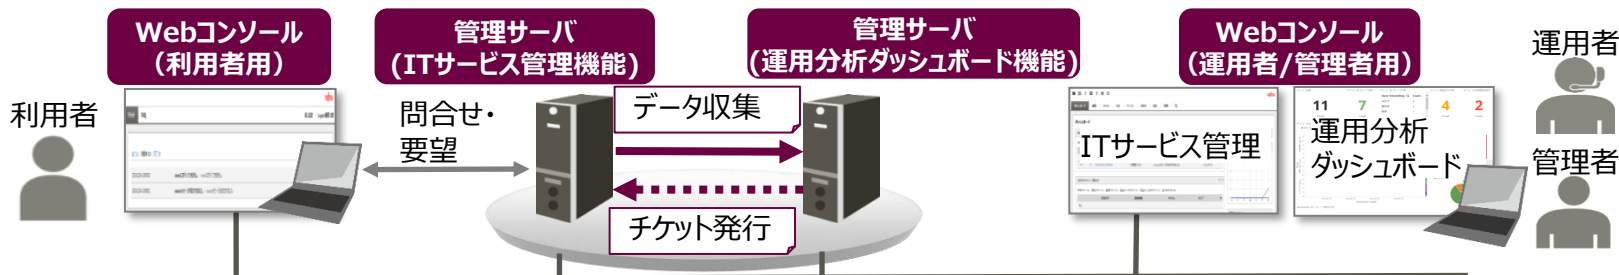 Webコンソール
（利用者用）
管理サーバ
(ITサービス管理機能)
管理サーバ
(運用分析ダッシュボード機能)
Webコンソール
（運用者/管理者用）
運用者
利用者
問合せ・
要望
データ収集
チケット発行
ITサービス管理
11
7
4
2
運用分析
ダッシュボード
管理者